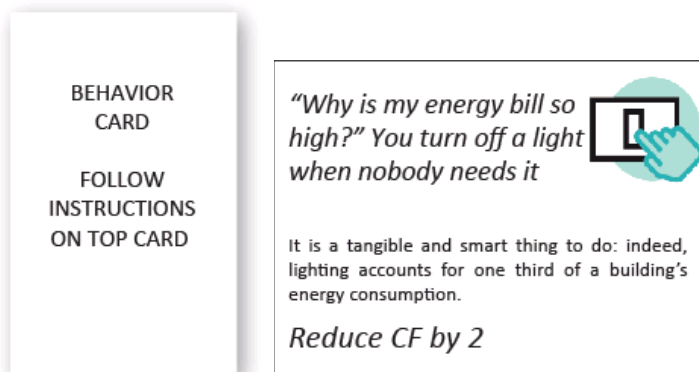 BEHAVIOR
CARD
FOLLOW
INSTRUCTIONS
ON TOP CARD
“Why is my energy bill so
high?” You turn off a light
when nobody needs it
It is a tangible and smart thing to do: indeed,
lighting accounts for one third of a building’s
energy consumption.
Reduce CF by 2